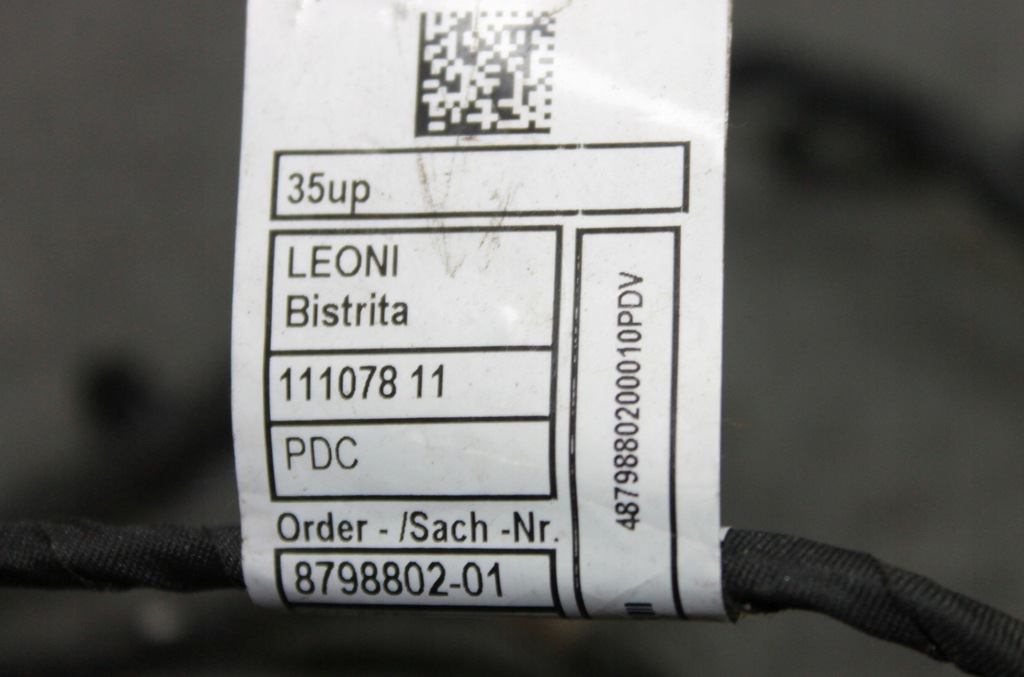 35up
LEONI
Bistrita
111078 11
PDC
Order - /Sach -Nr.
8798802-01
4879880200010PDV